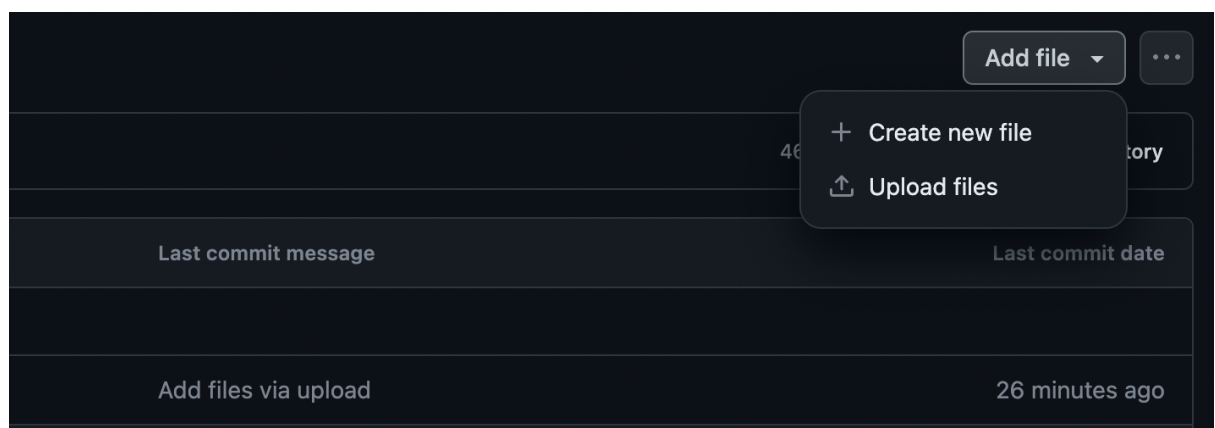 Add file
Create new file
Upload files
Last commit message
Last commit date
Add files via upload
26 minutes ago